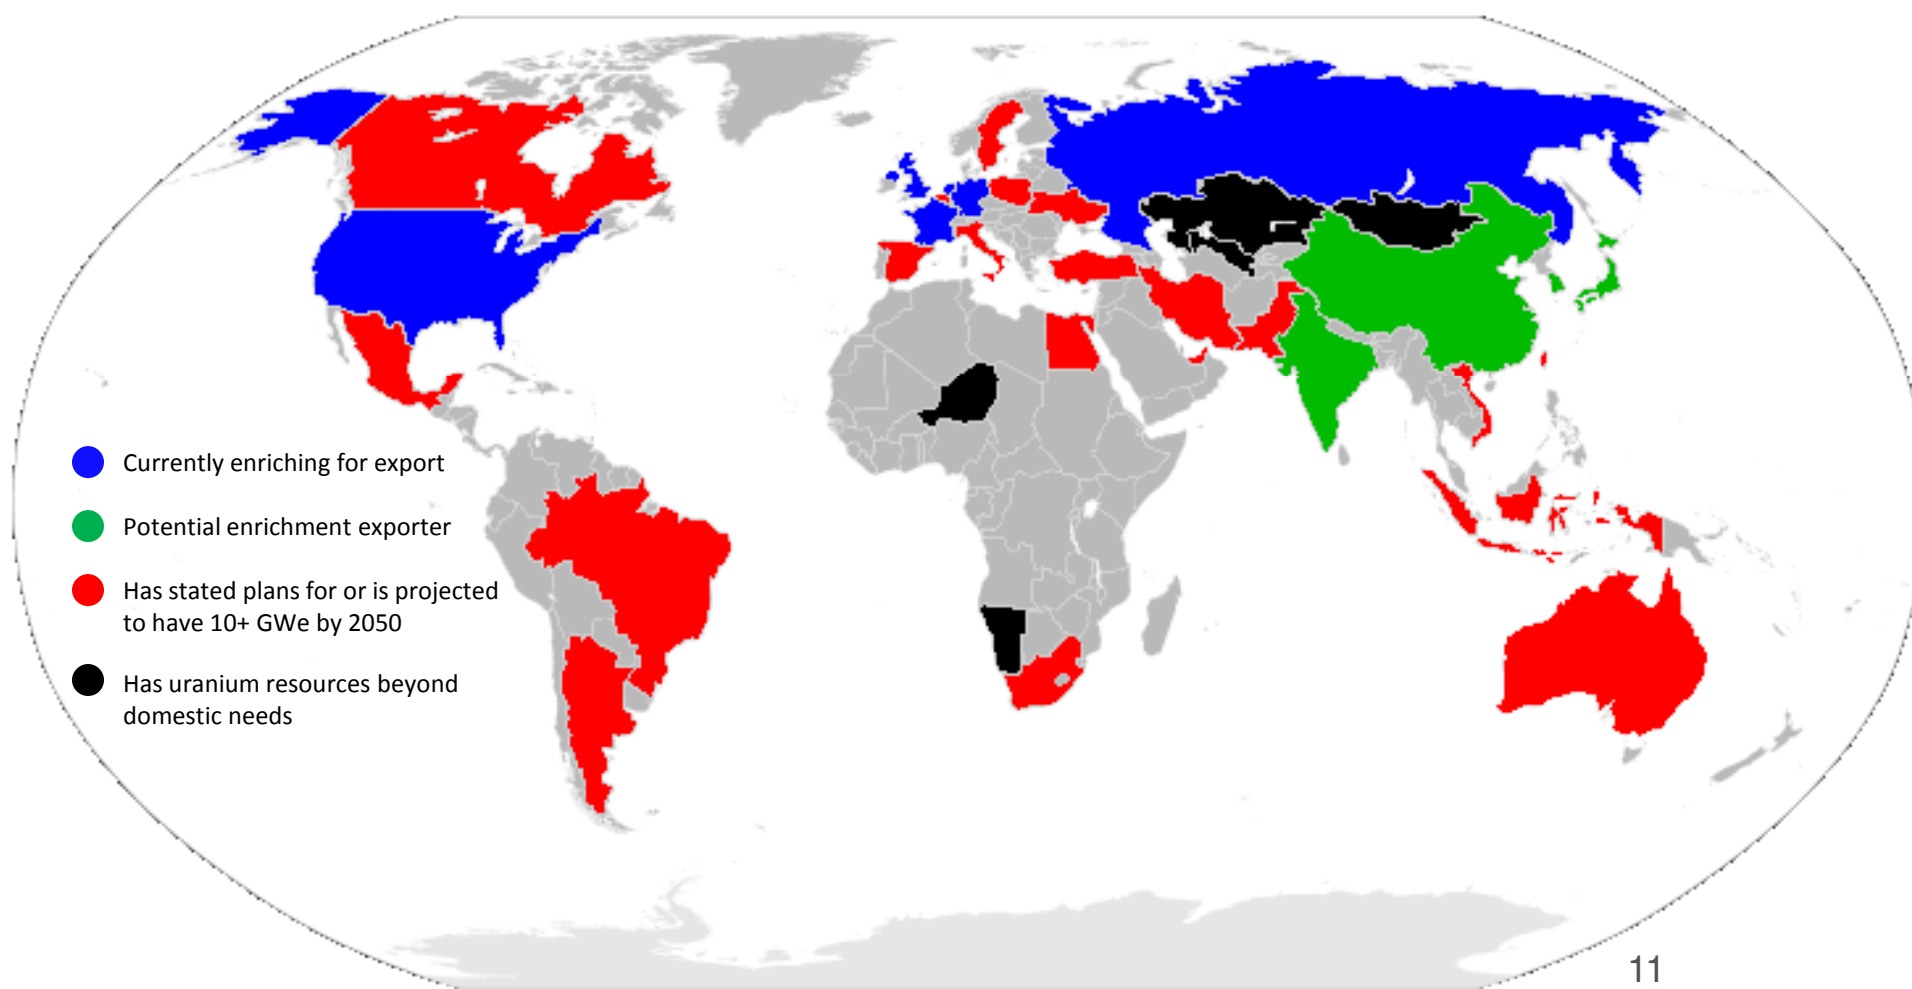 Currently enriching for export
Potential enrichment exporter
Has stated plans for or is projected
to have 10+ GWe by 2050
Has uranium resources beyond
domestic needs
11